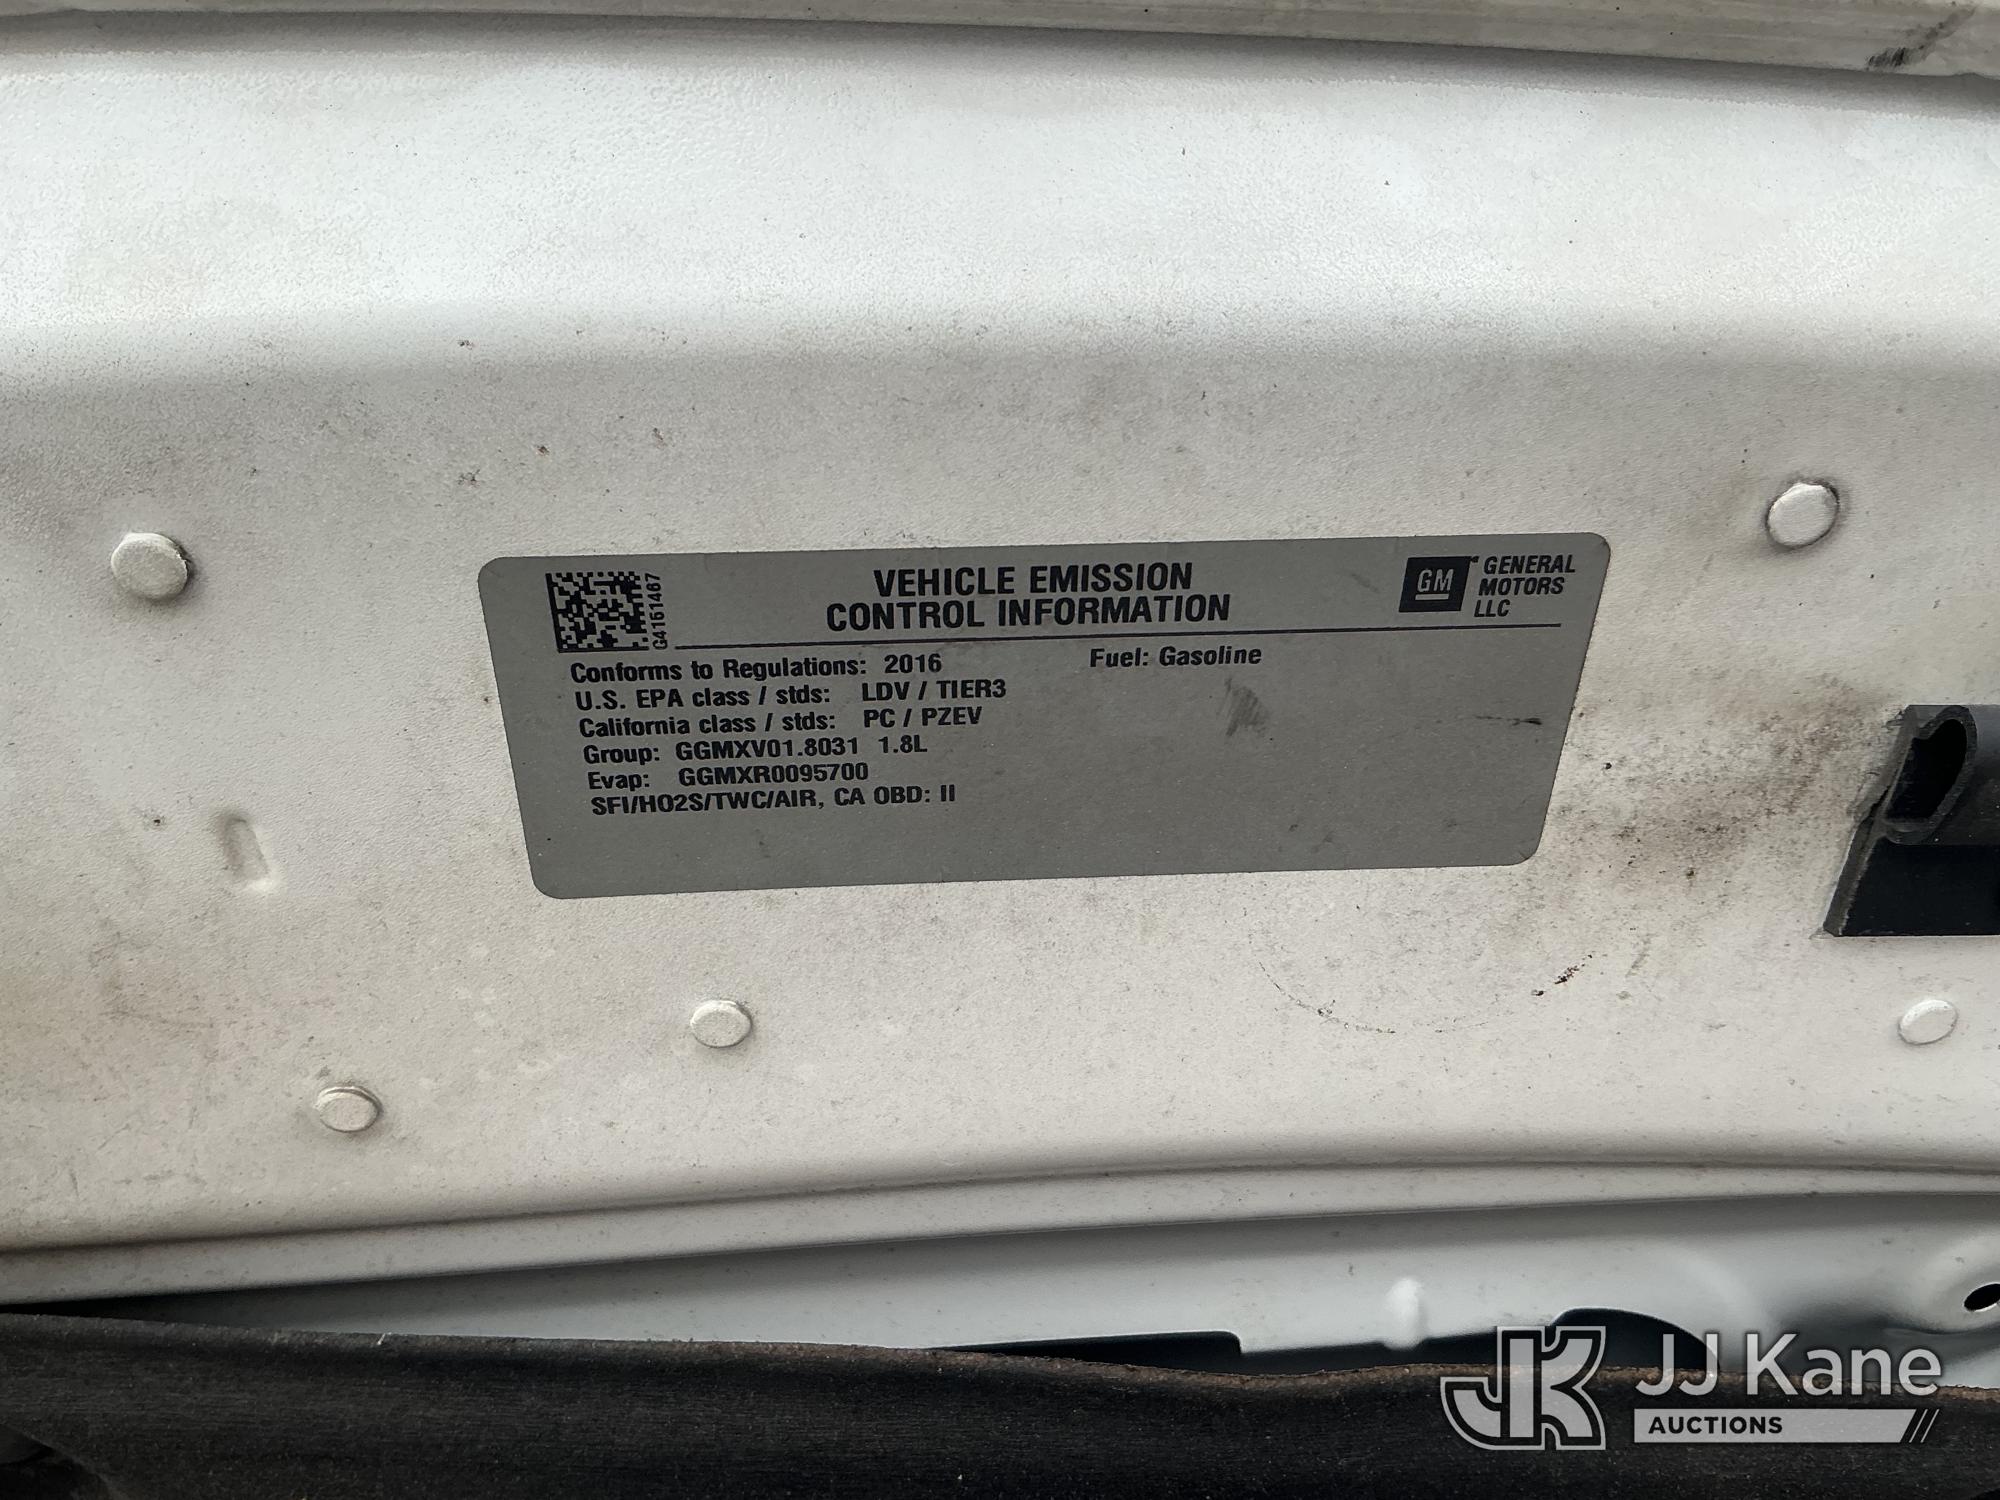 G4161467
VEHICLE EMISSION
CONTROL INFORMATION
GM
GENERAL
MOTORS
LLC
Conforms to Regulations: 2016 Fuel: Gasoline
U.S. EPA class / stds: LDV / TIER3
California class / stds: PC / PZEV
Group: GGMXV01.8031 1.8L
Evap: GGMXR0095700
SFI/HO2S/TWC/AIR, CA OBD: II
JK JJ Kane
AUCTIONS